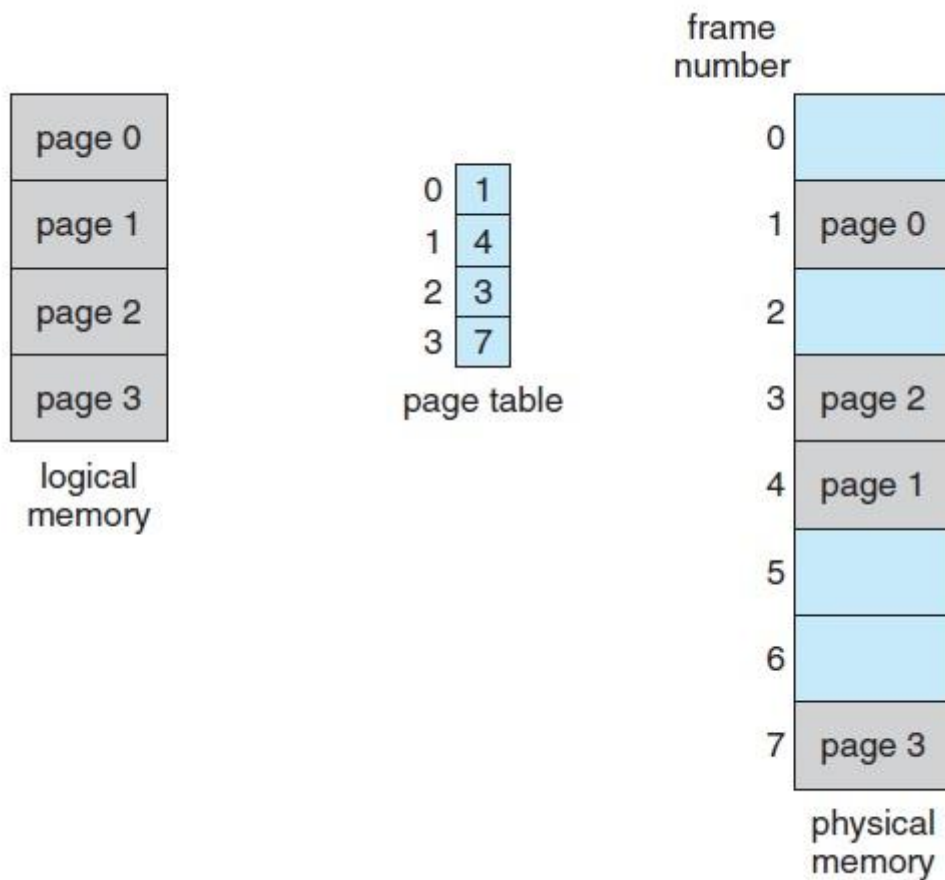 page 0
page 1
page 2
page 3
logical
memory
0 1
1 4
2 3
3 7
page table
frame
number
0
1 page 0
2
3 page 2
4 page 1
5
6
7 page 3
physical
memory